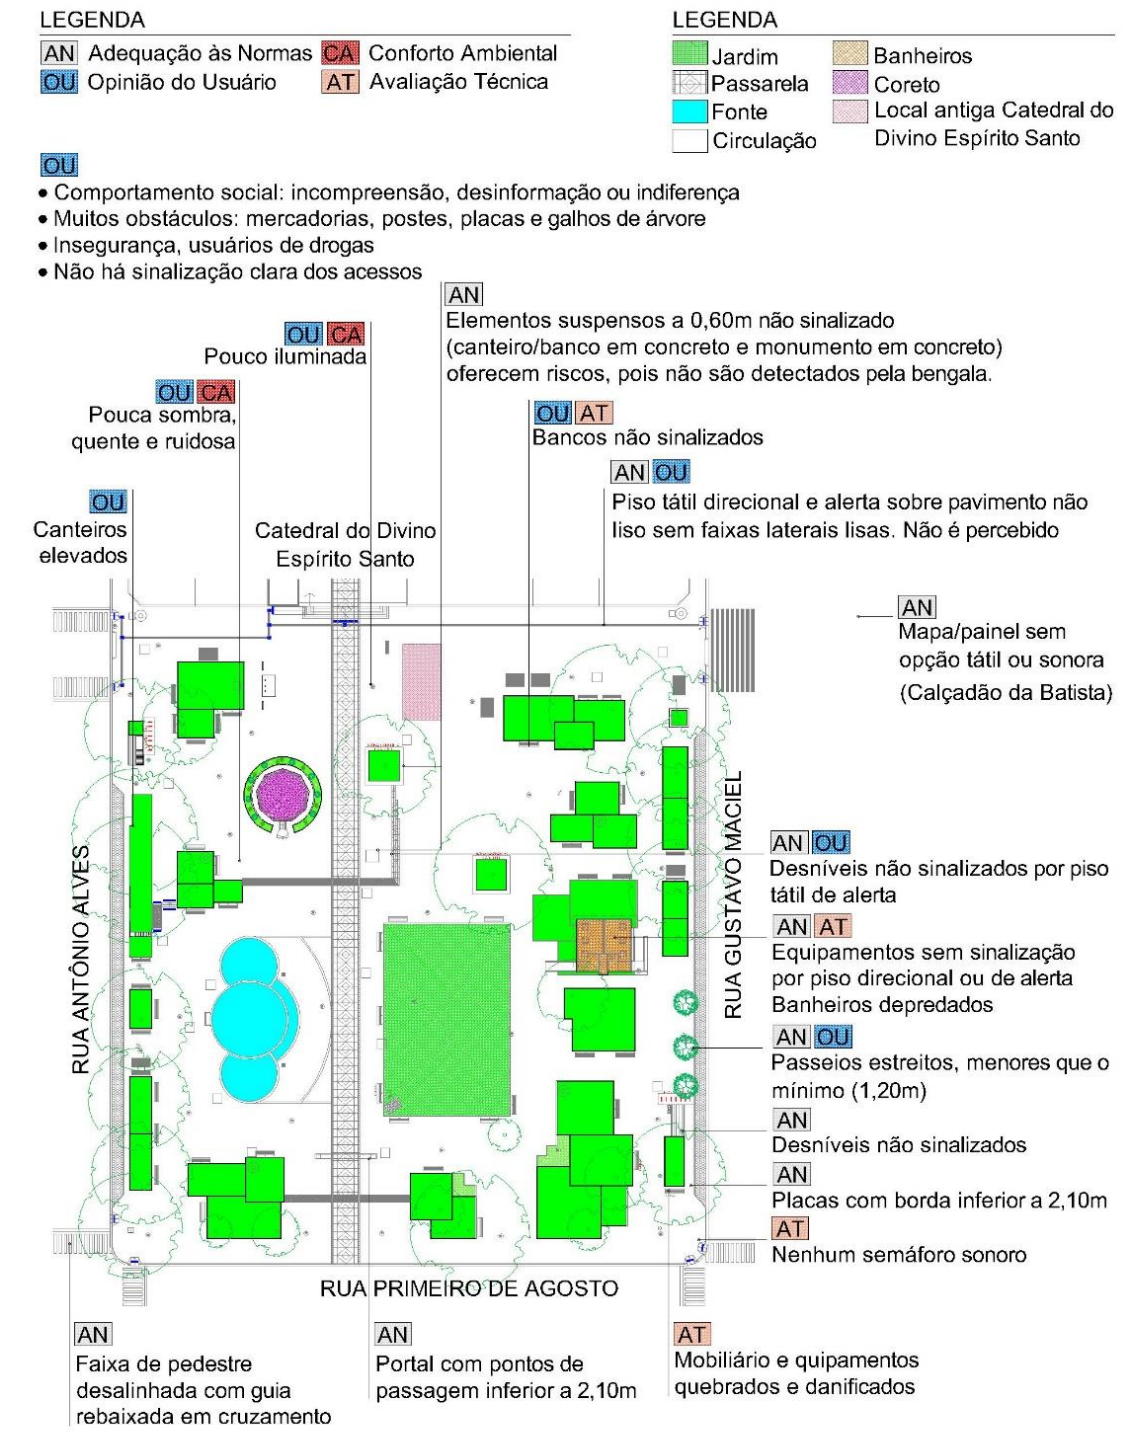 LEGENDA
AN Adequação às Normas CA Conforto Ambiental
OU Opinião do Usuário AT Avaliação Técnica
LEGENDA
Jardim
Passarela
Fonte
Circulação
Banheiros
Coreto
Local antiga Catedral do
Divino Espírito Santo
OU
• Comportamento social: incompreensão, desinformação ou indiferença
• Muitos obstáculos: mercadorias, postes, placas e galhos de árvore
• Insegurança, usuários de drogas
• Não há sinalização clara dos acessos
AN
Elementos suspensos a 0,60m não sinalizado
(canteiro/banco em concreto e monumento em concreto)
oferecem riscos, pois não são detectados pela bengala.
OU CA
Pouco iluminada
OU CA
Pouca sombra,
quente e ruidosa
OU AT
Bancos não sinalizados
AN OU
Piso tátil direcional e alerta sobre pavimento não
liso sem faixas laterais lisas. Não é percebido
OU
Canteiros
elevados
Catedral do Divino
Espírito Santo
AN
Mapa/painel sem
opção tátil ou sonora
(Calçadão da Batista)
RUA ANTÔNIO ALVES
RUA GUSTAVO MACIEL
AN OU
Desníveis não sinalizados por piso
tátil de alerta
AN AT
Equipamentos sem sinalização
por piso direcional ou de alerta
Banheiros depredados
AN OU
Passeios estreitos, menores que o
mínimo (1,20m)
AN
Desníveis não sinalizados
AN
Placas com borda inferior a 2,10m
AT
Nenhum semáforo sonoro
RUA PRIMEIRO DE AGOSTO
AN
Faixa de pedestre
desalinhada com guia
rebaixada em cruzamento
AN
Portal com pontos de
passagem inferior a 2,10m
AT
Mobiliário e quipamentos
quebrados e danificados